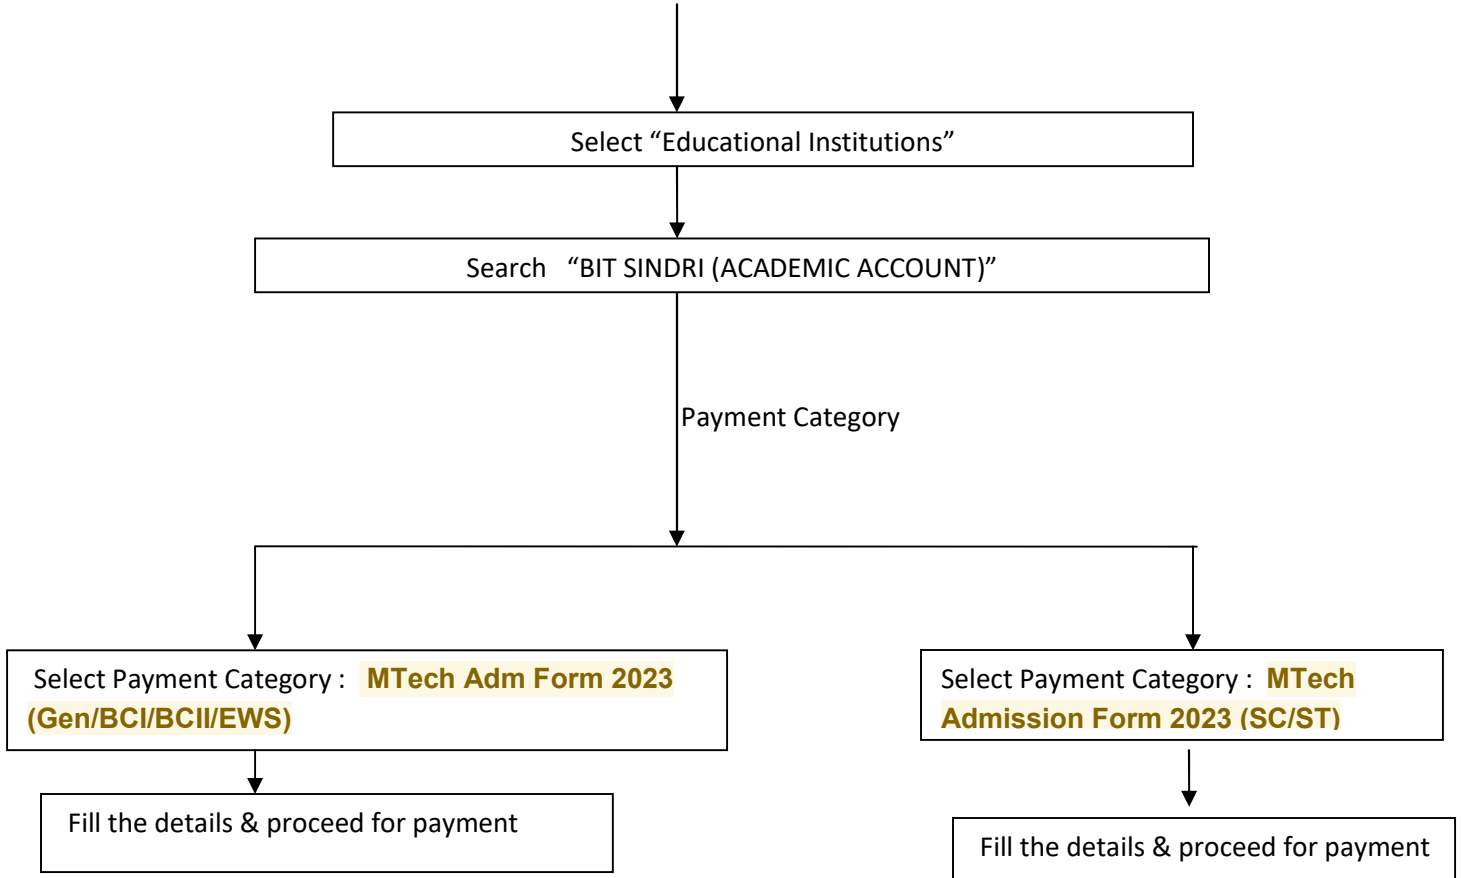 Select “Educational Institutions”
Search “BIT SINDRI (ACADEMIC ACCOUNT)”
Payment Category
Select Payment Category : MTech Adm Form 2023
(Gen/BCI/BCII/EWS)
Select Payment Category : MTech
Admission Form 2023 (SC/ST)
Fill the details & proceed for payment
Fill the details & proceed for payment